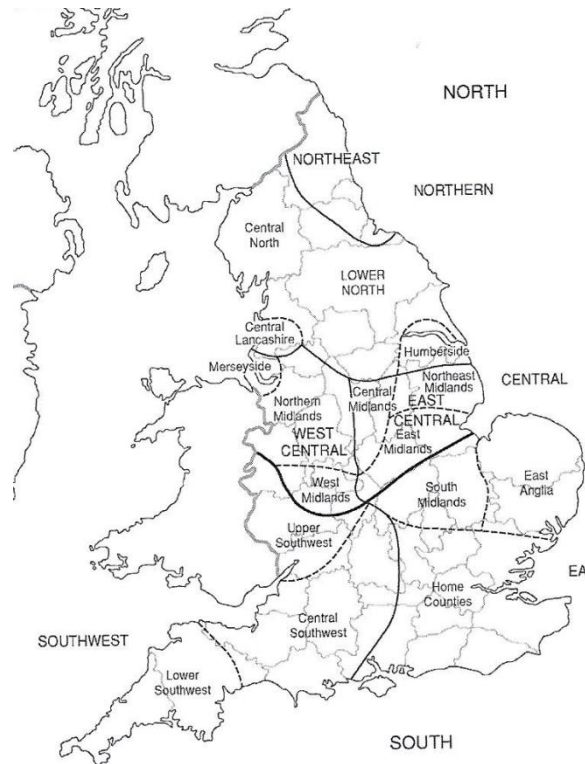 NORTH
NORTHEAST
NORTHERN
Central
North
LOWER
NORTH
Central
Lancashire
Humberside
Merseyside
Northeast
Midlands
CENTRAL
Northern
Midlands
Central
Midlands
EAST
CENTRAL
WEST
CENTRAL
East
Midlands
West
Midlands
South
Midlands
East
Anglia
Upper
Southwest
EA
Home
Counties
Central
Southwest
SOUTHWEST
Lower
Southwest
SOUTH